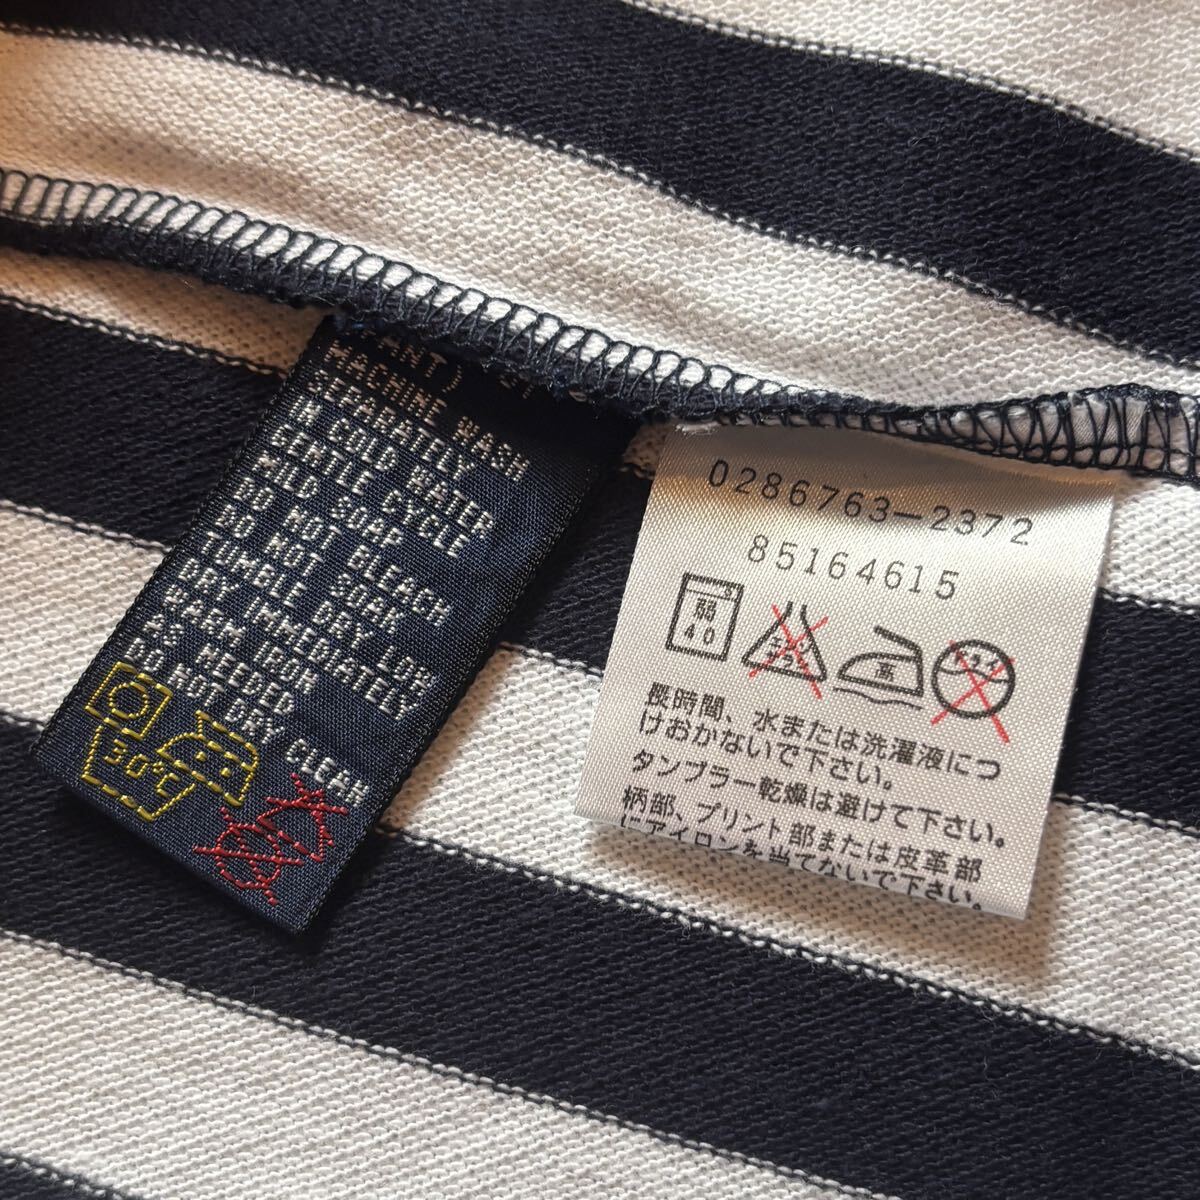 MACHINE WASH
SEPARATELY
IN COLD WATER
GENTLE CYCLE
MILD SOAP
DO NOT BLEACH
DO NOT SOAK
TUMBLE DRY LOW
DRY IMMEDIATELY
WARM IRON
AS NEEDED
DO NOT DRY CLEAN
30°C
0286763-2372
85164615
弱
40
高
長時間、水または洗濯液につ
けおかないで下さい。
タンブラー乾燥は避けて下さい。
柄部、プリント部または皮革部
にアイロンを当てないで下さい。